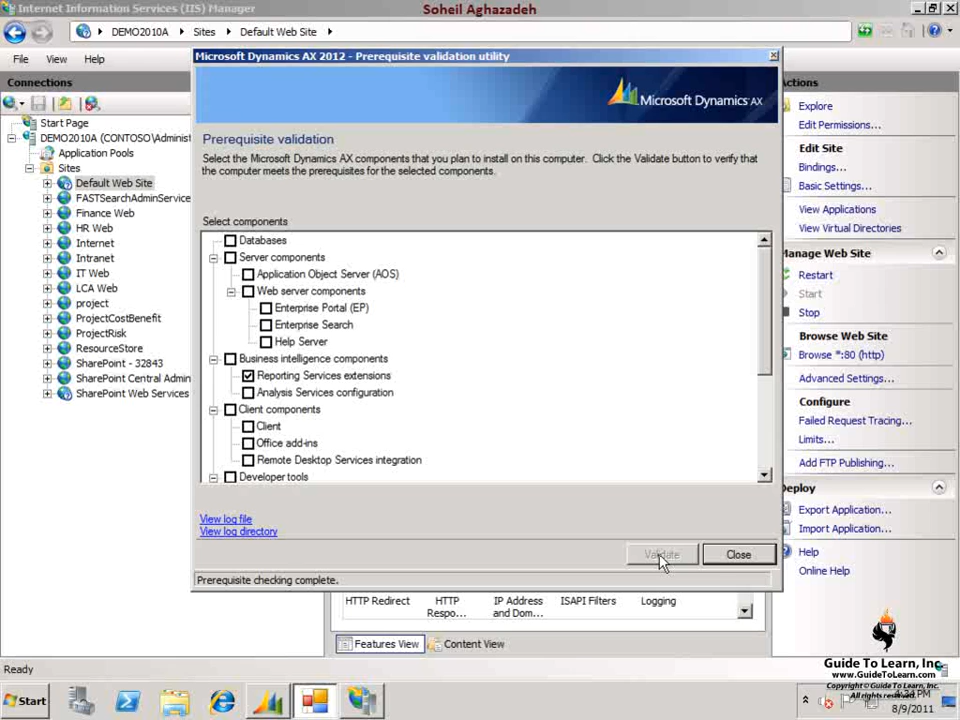 Internet Information Services (IIS) Manager
Soheil Aghazadeh
DEMO2010A
Sites
Default Web Site
File View Help
Connections
Start Page
DEMO2010A (CONTOSO\Administ
Application Pools
Sites
Default Web Site
FASTSearchAdminService
Finance Web
HR Web
Internet
Intranet
IT Web
LCA Web
project
ProjectCostBenefit
ProjectRisk
ResourceStore
SharePoint - 32843
SharePoint Central Admin
SharePoint Web Services
Microsoft Dynamics AX 2012 - Prerequisite validation utility
Microsoft Dynamics AX
Prerequisite validation
Select the Microsoft Dynamics AX components that you plan to install on this computer. Click the Validate button to verify that
the computer meets the prerequisites for the selected components.
Select components
Databases
Server components
Application Object Server (AOS)
Web server components
Enterprise Portal (EP)
Enterprise Search
Help Server
Business intelligence components
Reporting Services extensions
Analysis Services configuration
Client components
Client
Office add-ins
Remote Desktop Services integration
Developer tools
View log file
View log directory
Validate
Close
Prerequisite checking complete.
HTTP Redirect
HTTP
Respo...
IP Address
and Dom...
ISAPI Filters
Logging
Features View
Content View
Actions
Explore
Edit Permissions...
Edit Site
Bindings...
Basic Settings...
View Applications
View Virtual Directories
Manage Web Site
Restart
Start
Stop
Browse Web Site
Browse *:80 (http)
Advanced Settings...
Configure
Failed Request Tracing...
Limits...
Add FTP Publishing...
Deploy
Export Application...
Import Application...
Help
Online Help
Ready
Guide To Learn, Inc.
www.GuideToLearn.com
Copyright © Guide To Learn, Inc.
All rights reserved.
Start
4:34 PM
8/9/2011